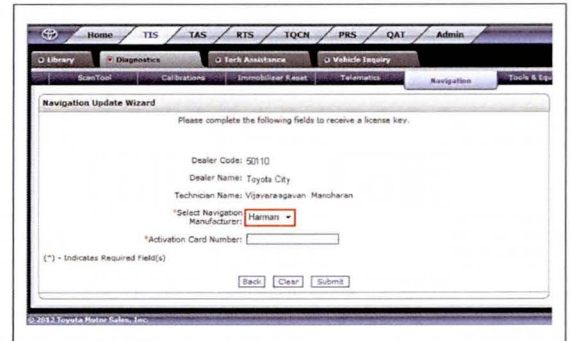 Home TIS TAS RTS TQCN PRS QAT Admin
Library Diagnostics Tech Assistance Vehicle Inquiry
ScanTool Calibrations Immobilizer Reset Telematics Navigation Tools & Equ
Navigation Update Wizard
Please complete the following fields to receive a license key.
Dealer Code: 50110
Dealer Name: Toyota City
Technician Name: Vijayaraagavan Manoharan
*Select Navigation
Manufacturer: Harman
*Activation Card Number:
(*) - Indicates Required Field(s)
Back Clear Submit
© 2012 Toyota Motor Sales, Inc.